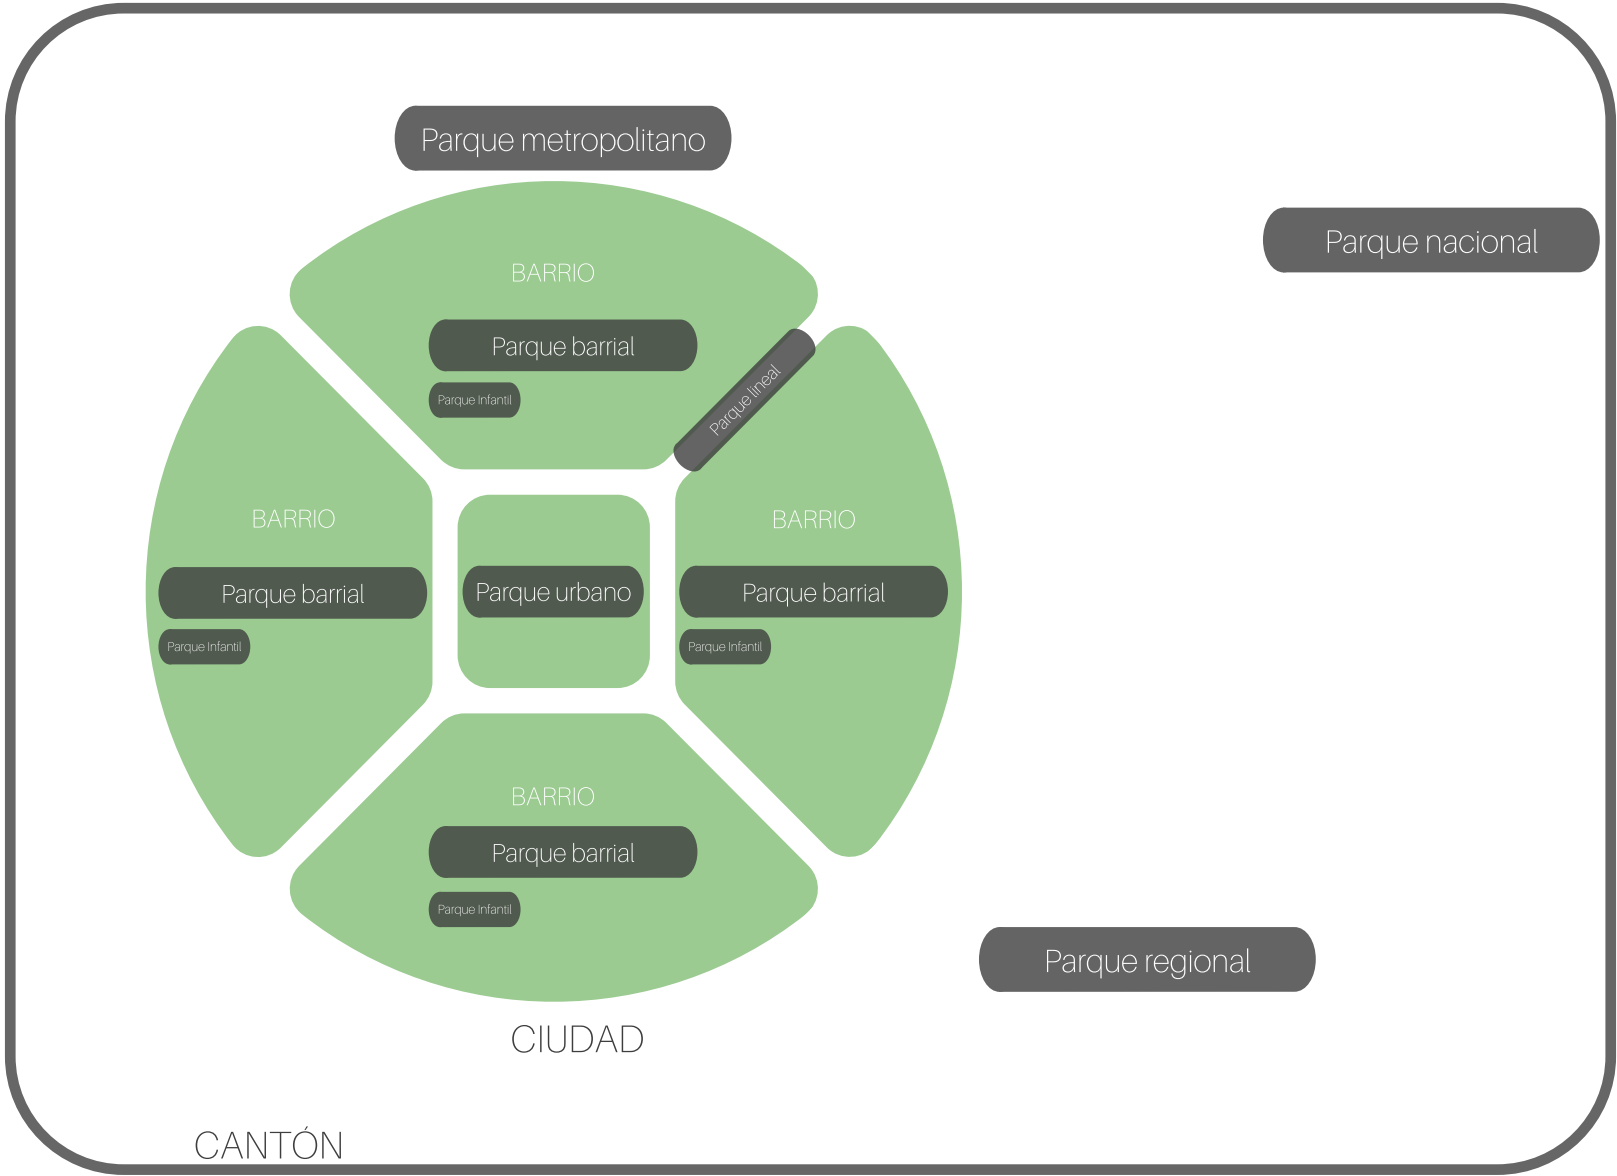 Parque metropolitano
Parque nacional
BARRIO
Parque barrial
Parque Infantil
Parque lineal
BARRIO
Parque barrial
Parque Infantil
Parque urbano
BARRIO
Parque barrial
Parque Infantil
BARRIO
Parque barrial
Parque Infantil
Parque regional
CIUDAD
CANTÓN